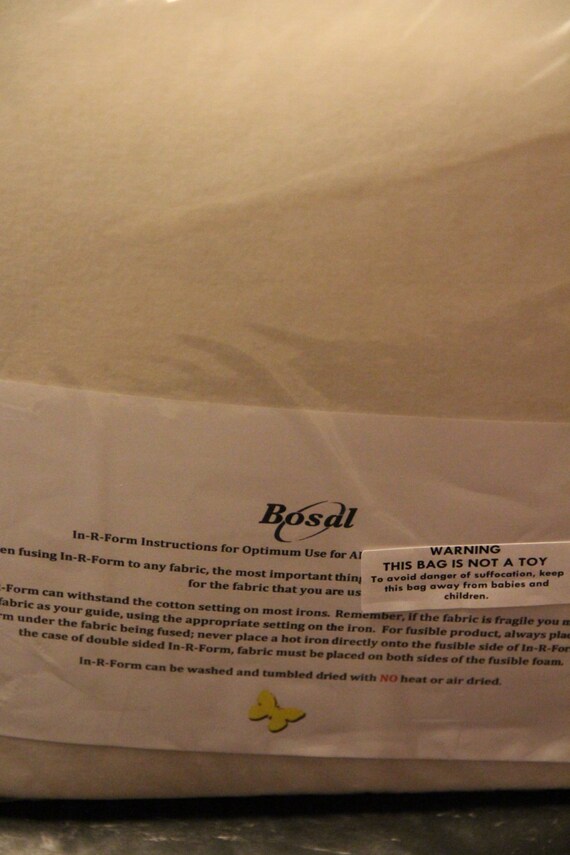 Bosal
In-R-Form Instructions for Optimum Use for Al
en fusing In-R-Form to any fabric, the most important thing
for the fabric that you are us
WARNING
THIS BAG IS NOT A TOY
To avoid danger of suffocation, keep
this bag away from babies and
children.
-Form can withstand the cotton setting on most irons. Remember, if the fabric is fragile you m
fabric as your guide, using the appropriate setting on the iron. For fusible product, always plac
rm under the fabric being fused; never place a hot iron directly onto the fusible side of In-R-For
the case of double sided In-R-Form, fabric must be placed on both sides of the fusible foam.
In-R-Form can be washed and tumbled dried with NO heat or air dried.